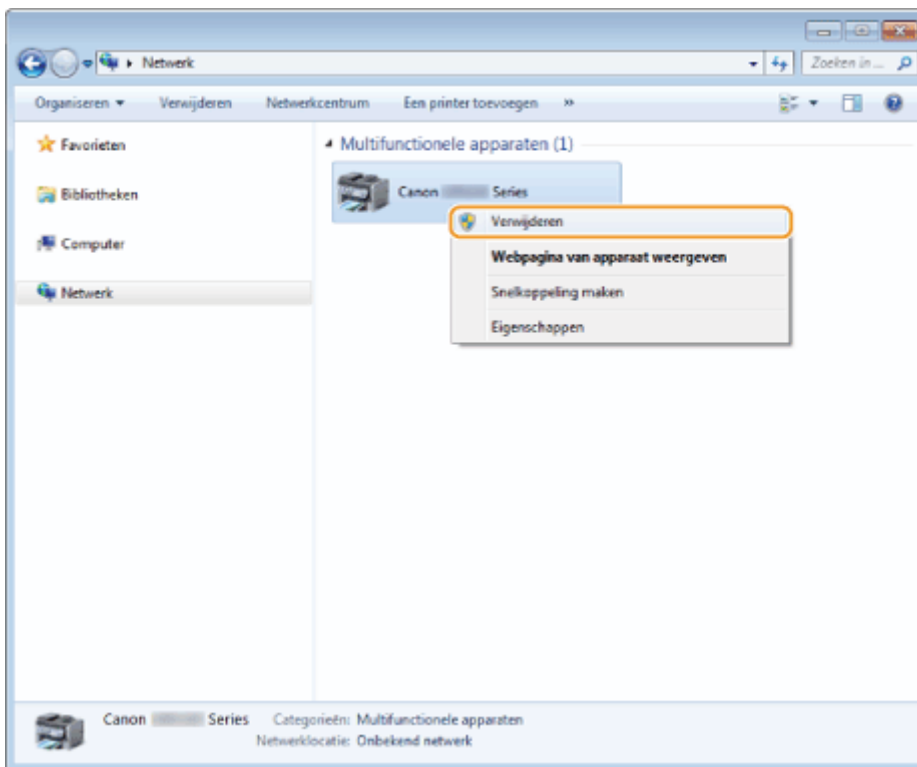 Netwerk
Zoeken in ...
Organiseren Verwijderen Netwerkcentrum Een printer toevoegen »
Favorieten
Multifunctionele apparaten (1)
Bibliotheken
Canon Series
Verwijderen
Computer
Webpagina van apparaat weergeven
Netwerk
Snelkoppeling maken
Eigenschappen
Canon Series Categorieën: Multifunctionele apparaten
Netwerklocatie: Onbekend netwerk